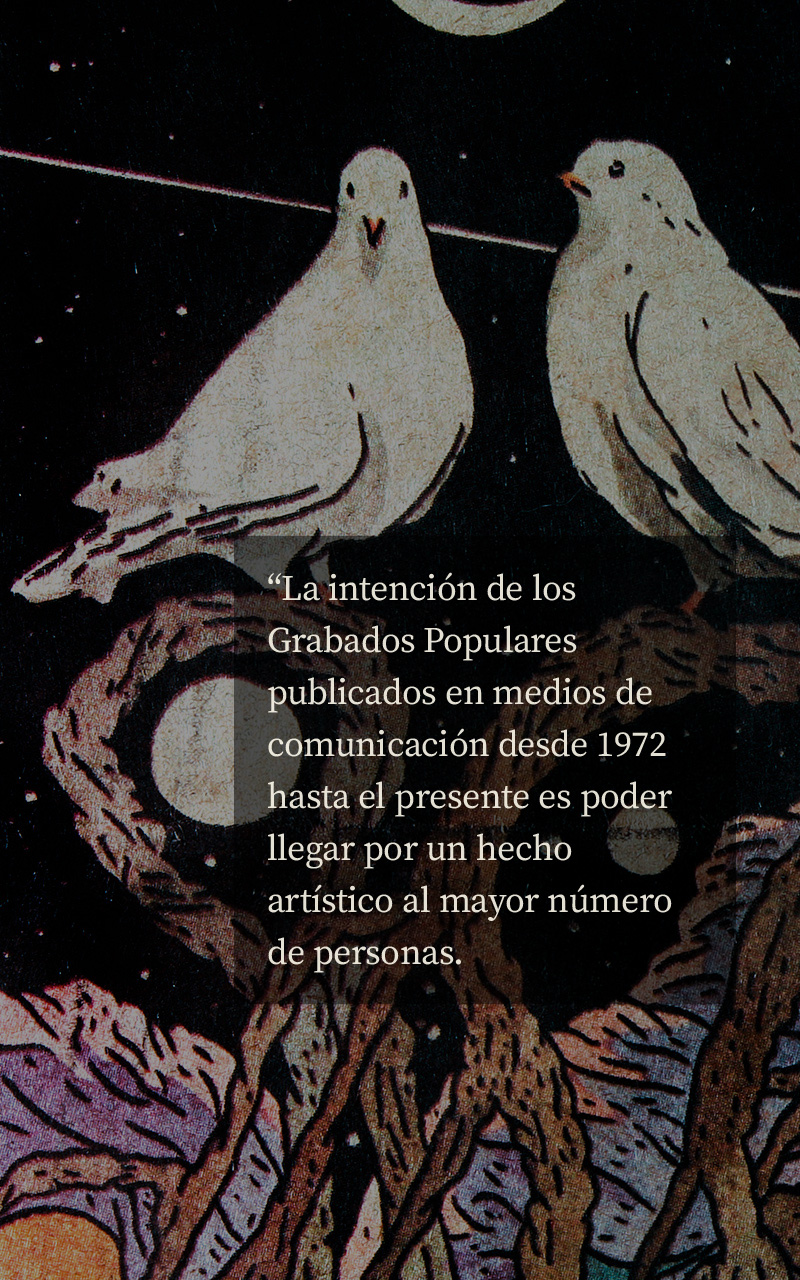 “La intención de los
Grabados Populares
publicados en medios de
comunicación desde 1972
hasta el presente es poder
llegar por un hecho
artístico al mayor número
de personas.